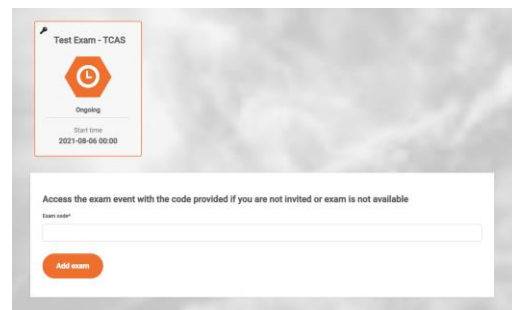 Test Exam - TCAS
Ongoing
Start time
2021-08-06 00:00
Access the exam event with the code provided if you are not invited or exam is not available
Exam code*
Add exam